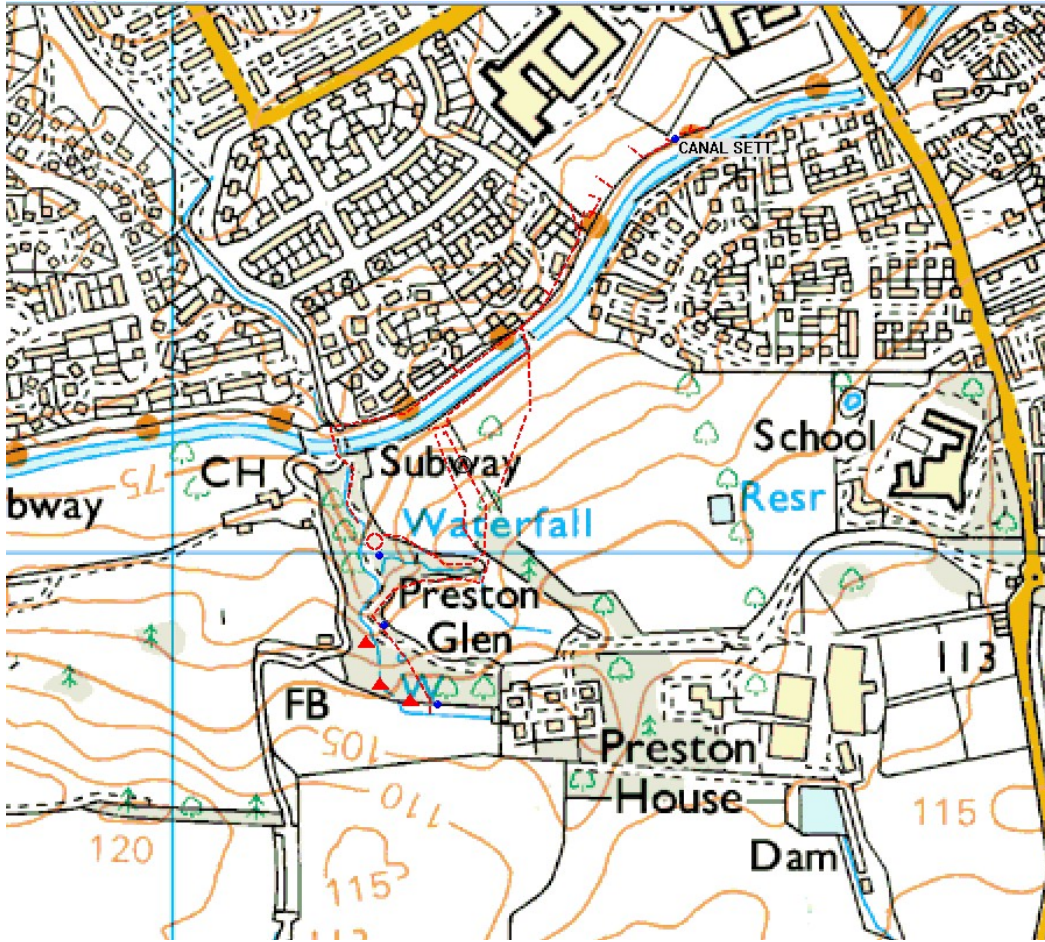 CANAL SETT
School
Subway
CH
75
bway
Resr
Waterfall
Preston
Glen
113
W
FB
105
Preston
House
110
115
120
Dam
115